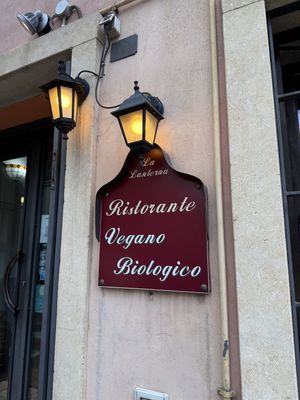 La
Lanterna
Ristorante
Vegano
Biologico